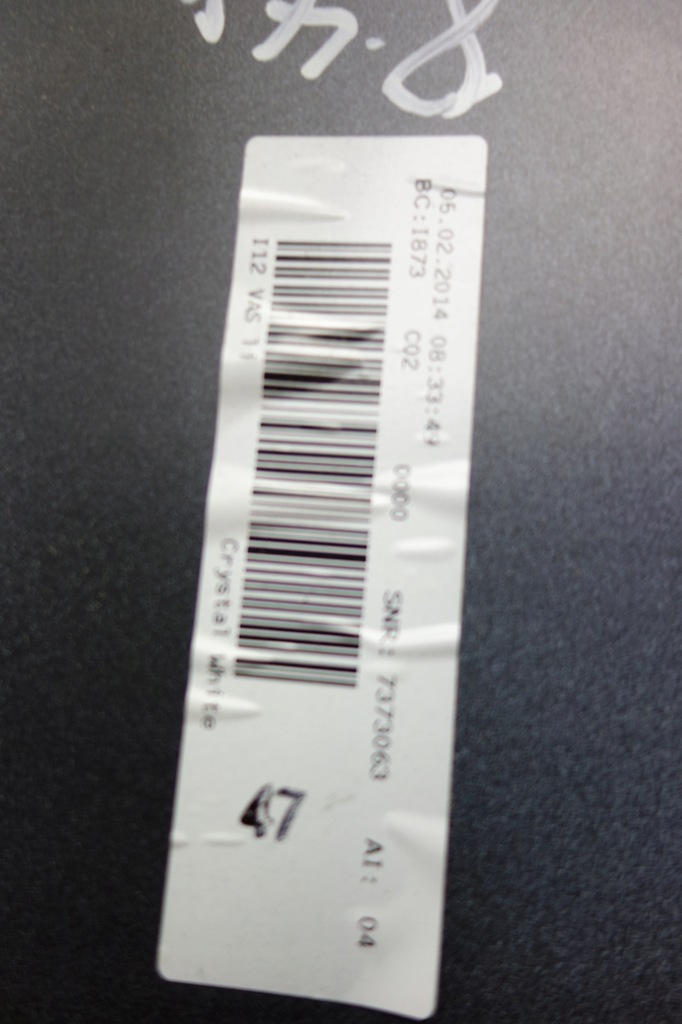 05.02.2014 08:33:49
BC:1873 C02 0000 SNR: 7373063 AI: 04
I12 VAS li
Crystal White
47